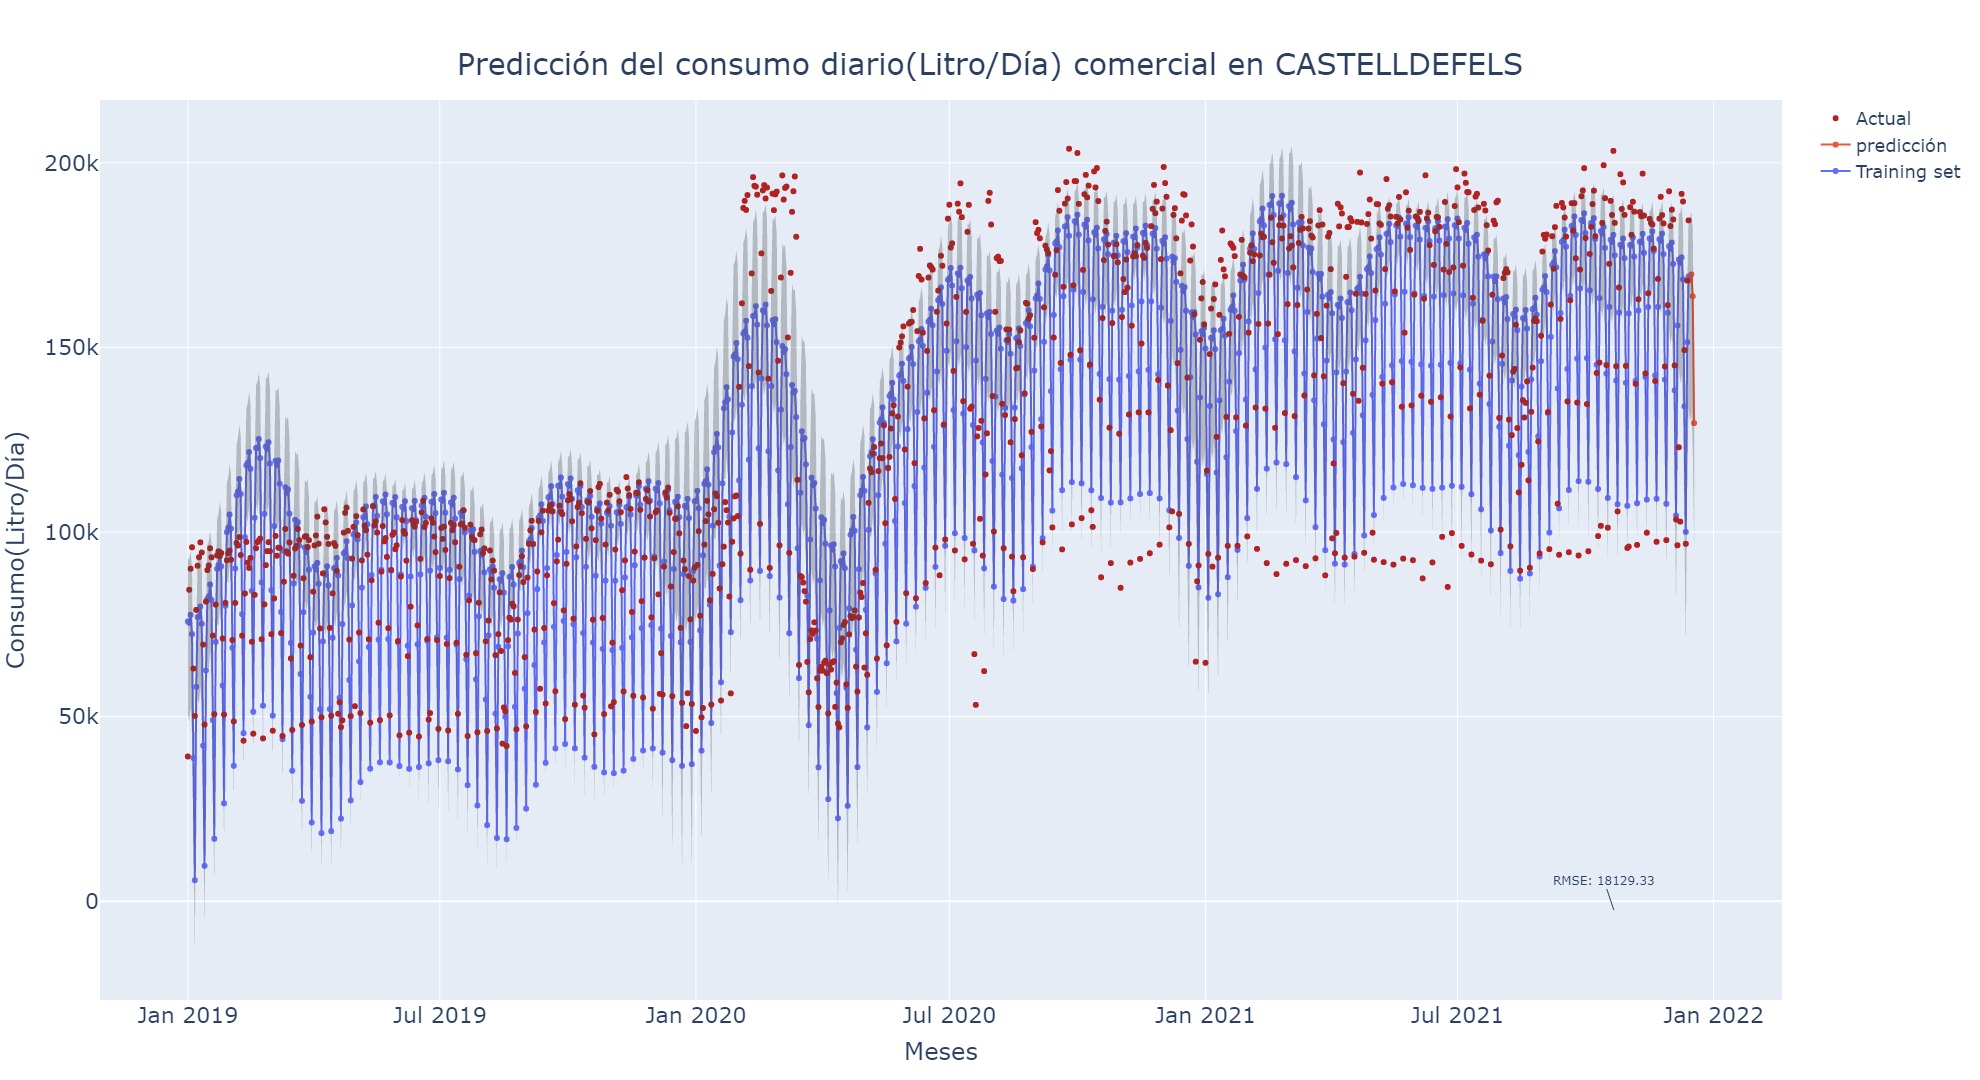 Predicción del consumo diario(Litro/Día) comercial en CASTELLDEFELS
Actual
predicción
Training set
Consumo(Litro/Día)
200k
150k
100k
50k
0
RMSE: 18129.33
Jan 2019
Jul 2019
Jan 2020
Jul 2020
Jan 2021
Jul 2021
Jan 2022
Meses